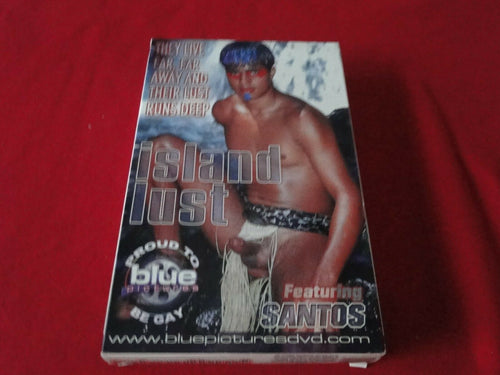 THEY LIVE
FAR, FAR
AWAY AND
THEIR LUST
RUNS DEEP
island
lust
PROUD TO
blue
pictures
BE GAY
Featuring
SANTOS
www.bluepicturesdvd.com